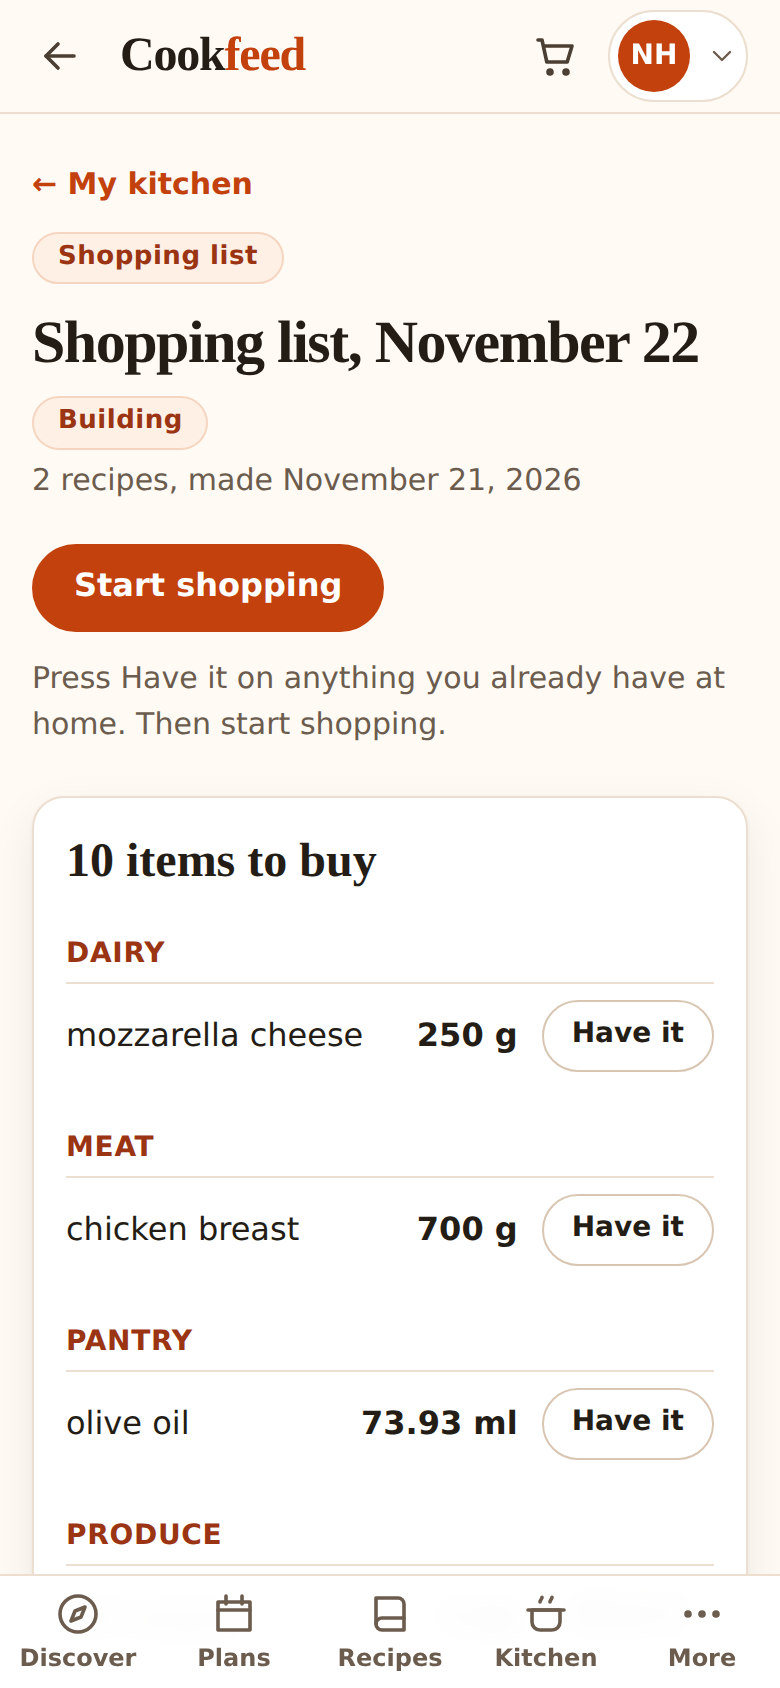 Cookfeed
NH
← My kitchen
Shopping list
Shopping list, November 22
Building
2 recipes, made November 21, 2026
Start shopping
Press Have it on anything you already have at
home. Then start shopping.
10 items to buy
DAIRY
mozzarella cheese 250 g Have it
MEAT
chicken breast 700 g Have it
PANTRY
olive oil 73.93 ml Have it
PRODUCE
Discover Plans Recipes Kitchen More